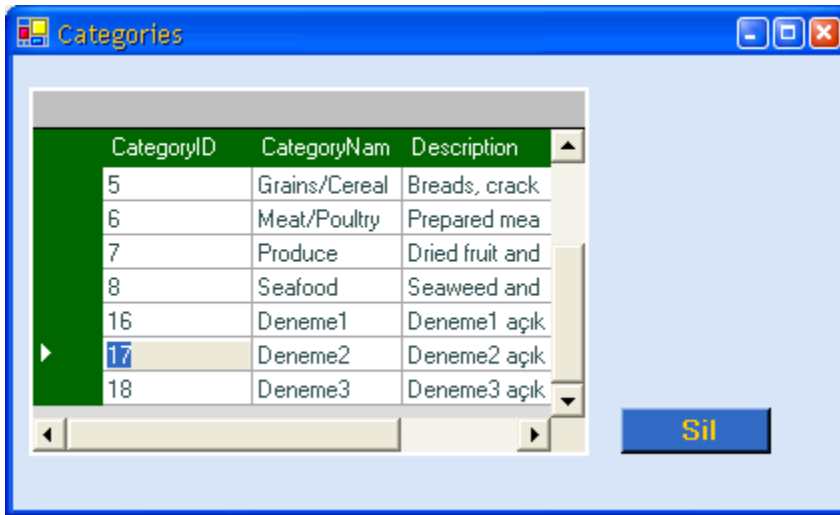 Categories
CategoryID CategoryNam Description
5 Grains/Cereal Breads, crack
6 Meat/Poultry Prepared mea
7 Produce Dried fruit and
8 Seafood Seaweed and
16 Deneme1 Deneme1 açık
17 Deneme2 Deneme2 açık
18 Deneme3 Deneme3 açık
Sil